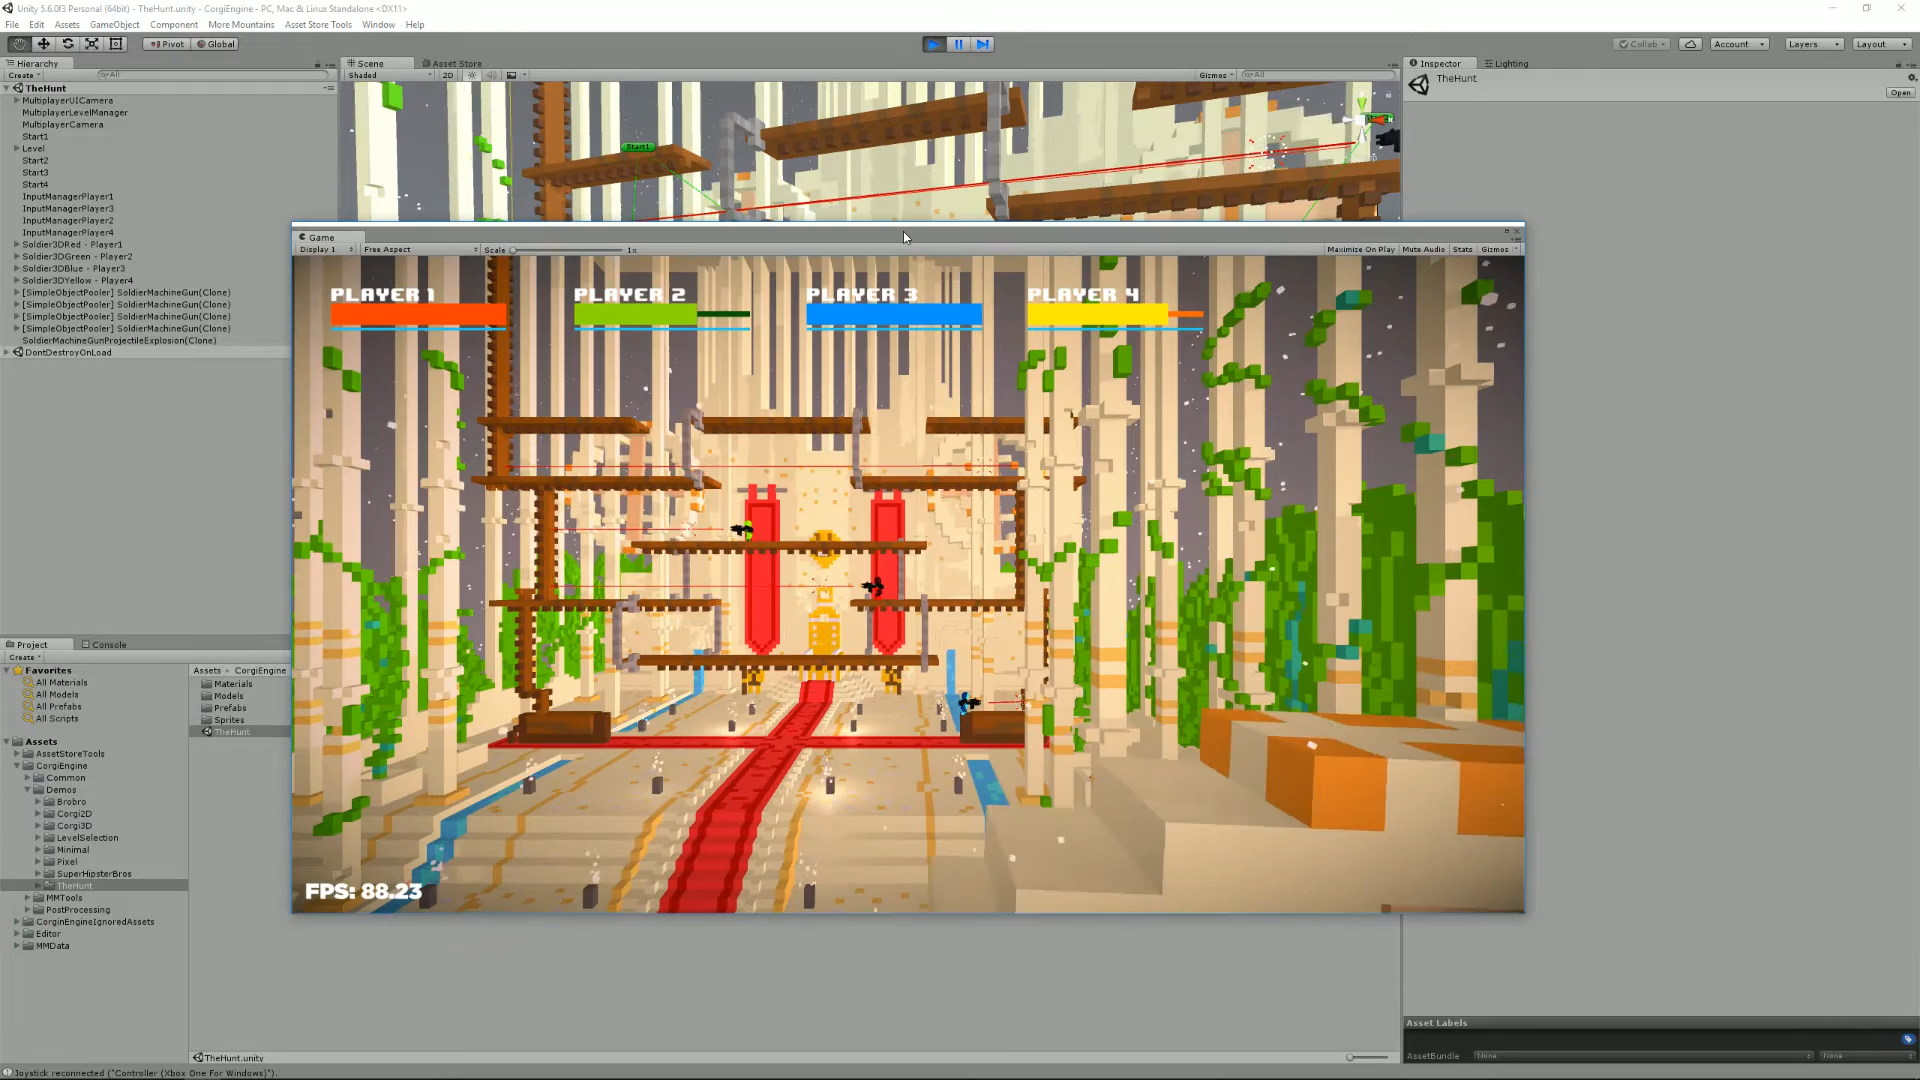 Unity 5.6.0f3 Personal (64bit) - TheHunt.unity - CorgiEngine - PC, Mac & Linux Standalone <DX11>
File Edit Assets GameObject Component More Mountains Asset Store Tools Window Help
Pivot Global Collab Account Layers Layout
Hierarchy Scene Asset Store Inspector Lighting
Create All Shaded 2D Gizmos All TheHunt
Open
TheHunt
MultiplayerUICamera
MultiplayerLevelManager
MultiplayerCamera
Start1
Level
Start2
Start3
Start4
InputManagerPlayer1
InputManagerPlayer3
InputManagerPlayer2
InputManagerPlayer4
Soldier3DRed - Player1
Soldier3DGreen - Player2
Soldier3DBlue - Player3
Soldier3DYellow - Player4
[SimpleObjectPooler] SoldierMachineGun(Clone)
[SimpleObjectPooler] SoldierMachineGun(Clone)
[SimpleObjectPooler] SoldierMachineGun(Clone)
[SimpleObjectPooler] SoldierMachineGun(Clone)
SoldierMachineGunProjectileExplosion(Clone)
DontDestroyOnLoad
Start1
Game
Display 1 Free Aspect Scale 1x Maximize On Play Mute Audio Stats Gizmos
PLAYER 1 PLAYER 2 PLAYER 3 PLAYER 4
FPS: 88.23
Project Console
Create
Favorites
All Materials
All Models
All Prefabs
All Scripts
Assets
AssetStoreTools
CorgiEngine
Common
Demos
Brobro
Corgi2D
Corgi3D
LevelSelection
Minimal
Pixel
SuperHipsterBros
TheHunt
MMTools
PostProcessing
CorginEngineIgnoredAssets
Editor
MMData
Assets CorgiEngine
Materials
Models
Prefabs
Sprites
TheHunt
TheHunt.unity
Asset Labels
AssetBundle None None
Joystick reconnected ("Controller (Xbox One For Windows)").